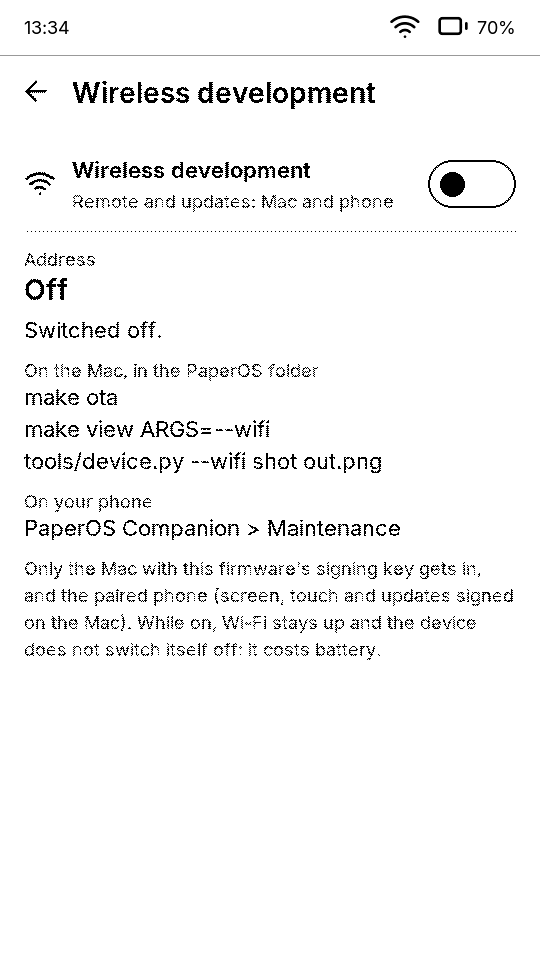 13:34
70%
Wireless development
Wireless development
Remote and updates: Mac and phone
Address
Off
Switched off.
On the Mac, in the PaperOS folder
make ota
make view ARGS=--wifi
tools/device.py --wifi shot out.png
On your phone
PaperOS Companion > Maintenance
Only the Mac with this firmware's signing key gets in,
and the paired phone (screen, touch and updates signed
on the Mac). While on, Wi-Fi stays up and the device
does not switch itself off: it costs battery.